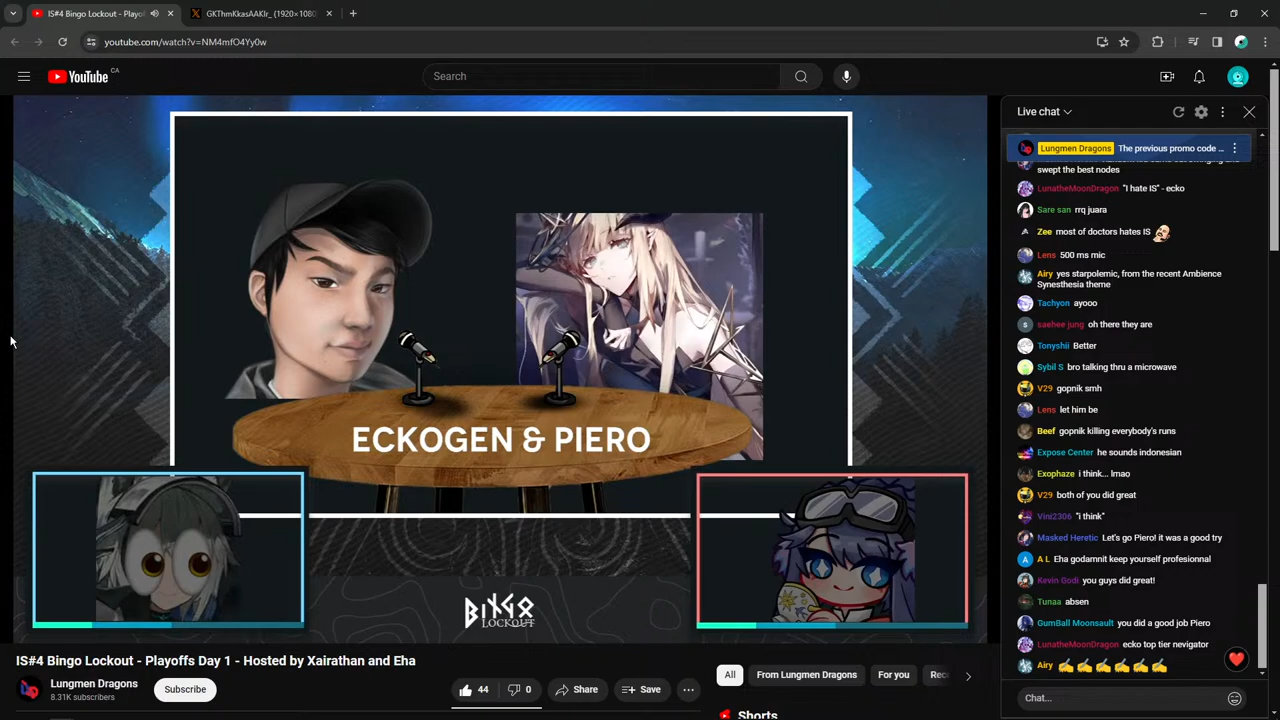 IS#4 Bingo Lockout - Playof
GKThmKkasAAKlr_ (1920×1080)
youtube.com/watch?v=NM4mfO4Yy0w
YouTube CA
Search
Live chat
Lungmen Dragons The previous promo code ...
swept the best nodes
LunatheMoonDragon "I hate IS" - ecko
Sare san rrq juara
Zee most of doctors hates IS
Lens 500 ms mic
Airy yes starpolemic, from the recent Ambience
Synesthesia theme
Tachyon ayooo
saehee jung oh there they are
Tonyshii Better
Sybil S bro talking thru a microwave
V29 gopnik smh
Lens let him be
Beef gopnik killing everybody's runs
Expose Center he sounds indonesian
Exophaze i think... lmao
V29 both of you did great
Vini2306 "i think"
Masked Heretic Let's go Piero! it was a good try
A A L Eha godamnit keep yourself profesionnal
Kevin Godi you guys did great!
Tunaa absen
GumBall Moonsault you did a good job Piero
LunatheMoonDragon ecko top tier nevigator
Airy
Chat...
ECKOGEN & PIERO
BINGO
LOCKOUT
IS#4 Bingo Lockout - Playoffs Day 1 - Hosted by Xairathan and Eha
Lungmen Dragons
8.31K subscribers
Subscribe
44
0
Share
Save
All
From Lungmen Dragons
For you
Rec
Shorts